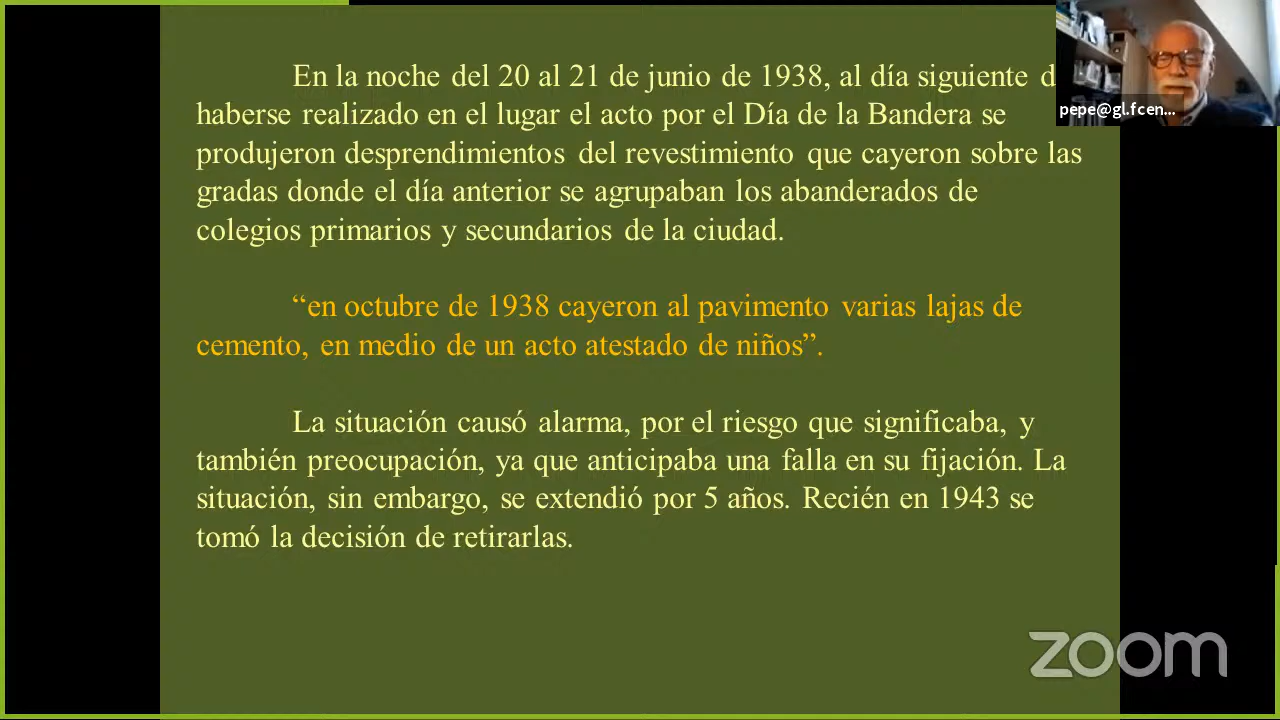 En la noche del 20 al 21 de junio de 1938, al día siguiente d
haberse realizado en el lugar el acto por el Día de la Bandera se
produjeron desprendimientos del revestimiento que cayeron sobre las
gradas donde el día anterior se agrupaban los abanderados de
colegios primarios y secundarios de la ciudad.
“en octubre de 1938 cayeron al pavimento varias lajas de
cemento, en medio de un acto atestado de niños”.
La situación causó alarma, por el riesgo que significaba, y
también preocupación, ya que anticipaba una falla en su fijación. La
situación, sin embargo, se extendió por 5 años. Recién en 1943 se
tomó la decisión de retirarlas.
pepe@gl.fcen...
zoom